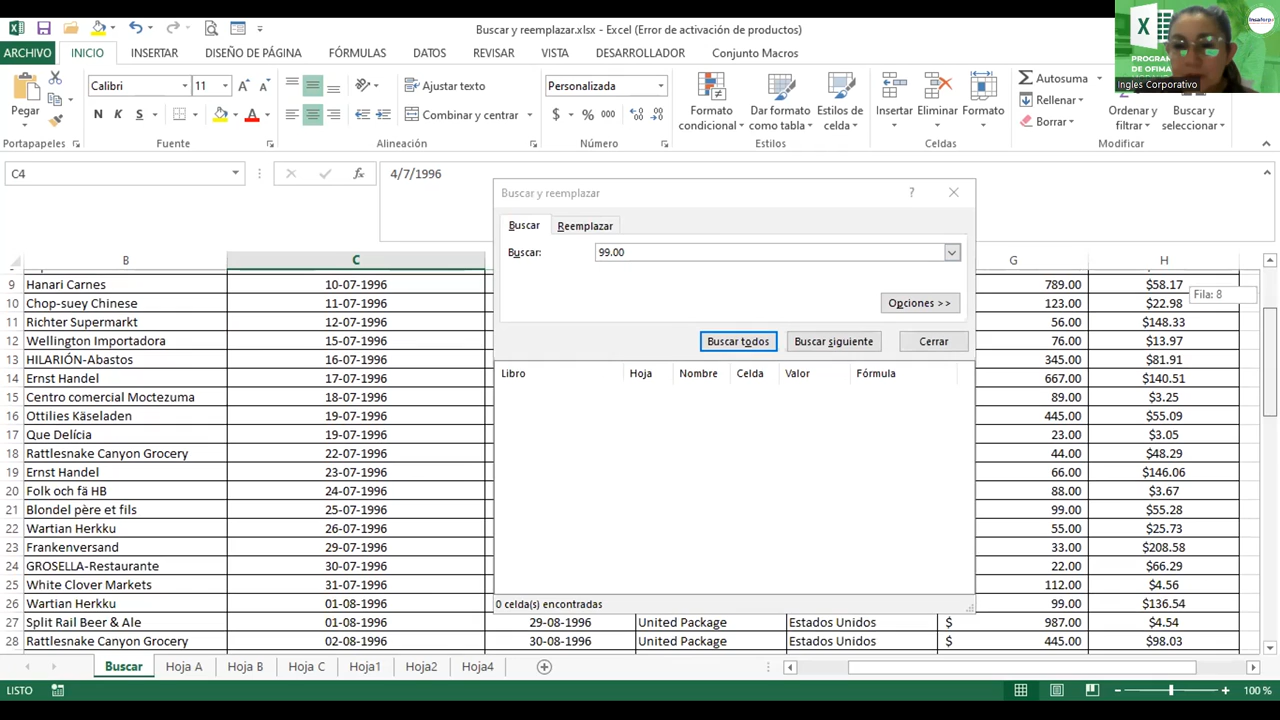 Buscar y reemplazar.xlsx - Excel (Error de activación de productos)
ARCHIVO INICIO INSERTAR DISEÑO DE PÁGINA FÓRMULAS DATOS REVISAR VISTA DESARROLLADOR Conjunto Macros
PROGRAM
DE OFIMA
Ingles Corporativo
insaforp
Pegar
Calibri 11
N K S
Ajustar texto
Combinar y centrar
Personalizada
$ % 000
Formato condicional
Dar formato como tabla
Estilos de celda
Insertar Eliminar Formato
Autosuma
Rellenar
Borrar
Ordenar y filtrar
Buscar y seleccionar
Portapapeles Fuente Alineación Número Estilos Celdas Modificar
C4 fx 4/7/1996
Buscar y reemplazar ?
Buscar Reemplazar
Buscar: 99.00
Opciones >>
Buscar todos Buscar siguiente Cerrar
Libro Hoja Nombre Celda Valor Fórmula
0 celda(s) encontradas
B C G H
9 Hanari Carnes 10-07-1996 789.00 $58.17
Fila: 8
10 Chop-suey Chinese 11-07-1996 123.00 $22.98
11 Richter Supermarkt 12-07-1996 56.00 $148.33
12 Wellington Importadora 15-07-1996 76.00 $13.97
13 HILARIÓN-Abastos 16-07-1996 345.00 $81.91
14 Ernst Handel 17-07-1996 667.00 $140.51
15 Centro comercial Moctezuma 18-07-1996 89.00 $3.25
16 Ottilies Käseladen 19-07-1996 445.00 $55.09
17 Que Delícia 19-07-1996 23.00 $3.05
18 Rattlesnake Canyon Grocery 22-07-1996 44.00 $48.29
19 Ernst Handel 23-07-1996 66.00 $146.06
20 Folk och fä HB 24-07-1996 88.00 $3.67
21 Blondel père et fils 25-07-1996 99.00 $55.28
22 Wartian Herkku 26-07-1996 55.00 $25.73
23 Frankenversand 29-07-1996 33.00 $208.58
24 GROSELLA-Restaurante 30-07-1996 22.00 $66.29
25 White Clover Markets 31-07-1996 112.00 $4.56
26 Wartian Herkku 01-08-1996 99.00 $136.54
27 Split Rail Beer & Ale 01-08-1996 29-08-1996 United Package Estados Unidos $ 987.00 $4.54
28 Rattlesnake Canyon Grocery 02-08-1996 30-08-1996 United Package Estados Unidos $ 445.00 $98.03
Buscar Hoja A Hoja B Hoja C Hoja1 Hoja2 Hoja4
LISTO 100 %